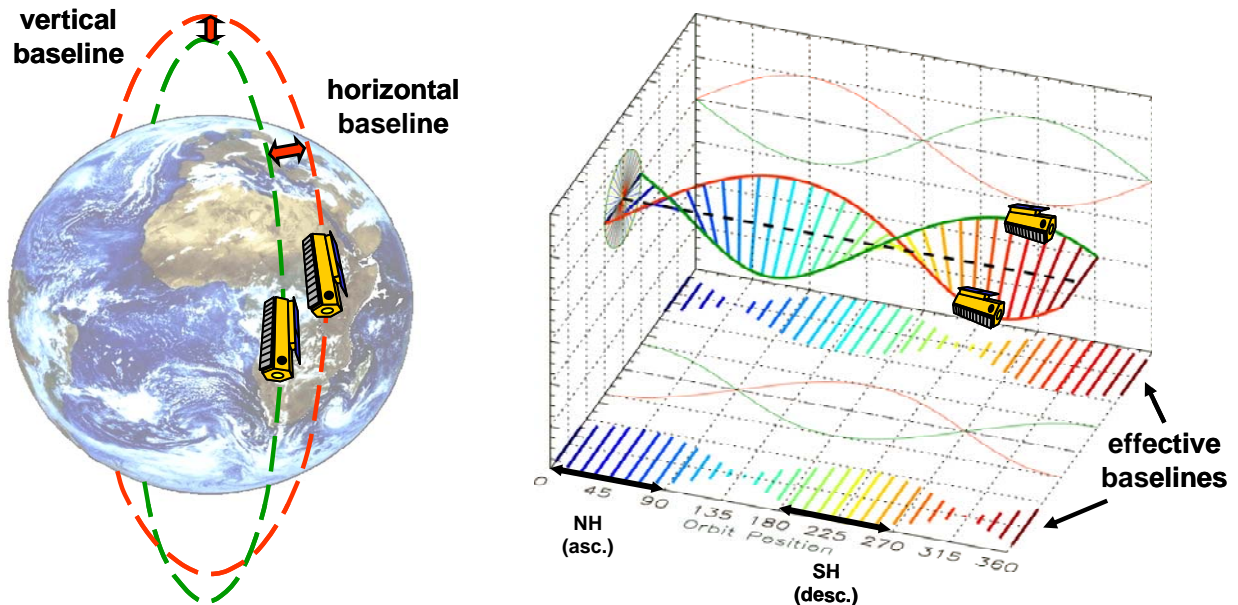 vertical
baseline
horizontal
baseline
effective
baselines
0 45 90 135 180 225 270 315 360
Orbit Position
NH
(asc.)
SH
(desc.)